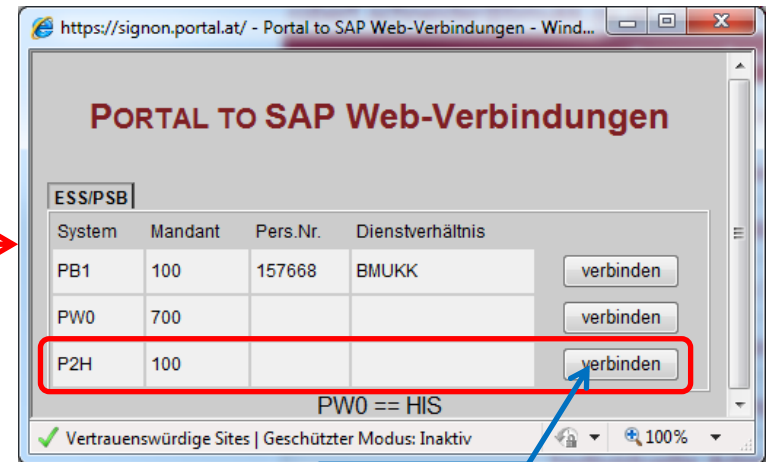 https://signon.portal.at/ - Portal to SAP Web-Verbindungen - Wind...
PORTAL TO SAP Web-Verbindungen
ESS/PSB
System Mandant Pers.Nr. Dienstverhältnis
PB1 100 157668 BMUKK verbinden
PW0 700 verbinden
P2H 100 verbinden
PW0 == HIS
Vertrauenswürdige Sites | Geschützter Modus: Inaktiv 100%